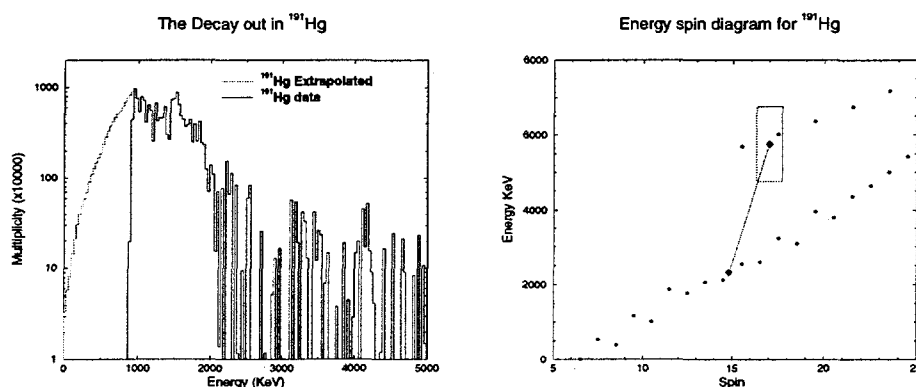 The Decay out in ¹⁹¹Hg
¹⁹¹Hg Extrapolated
¹⁹¹Hg data
Multiplicity (x10000)
1000
100
10
1
0
1000
2000
3000
4000
5000
Energy (KeV)
Energy spin diagram for ¹⁹¹Hg
Energy KeV
6000
6000
4000
2000
0
5
10
15
20
25
Spin